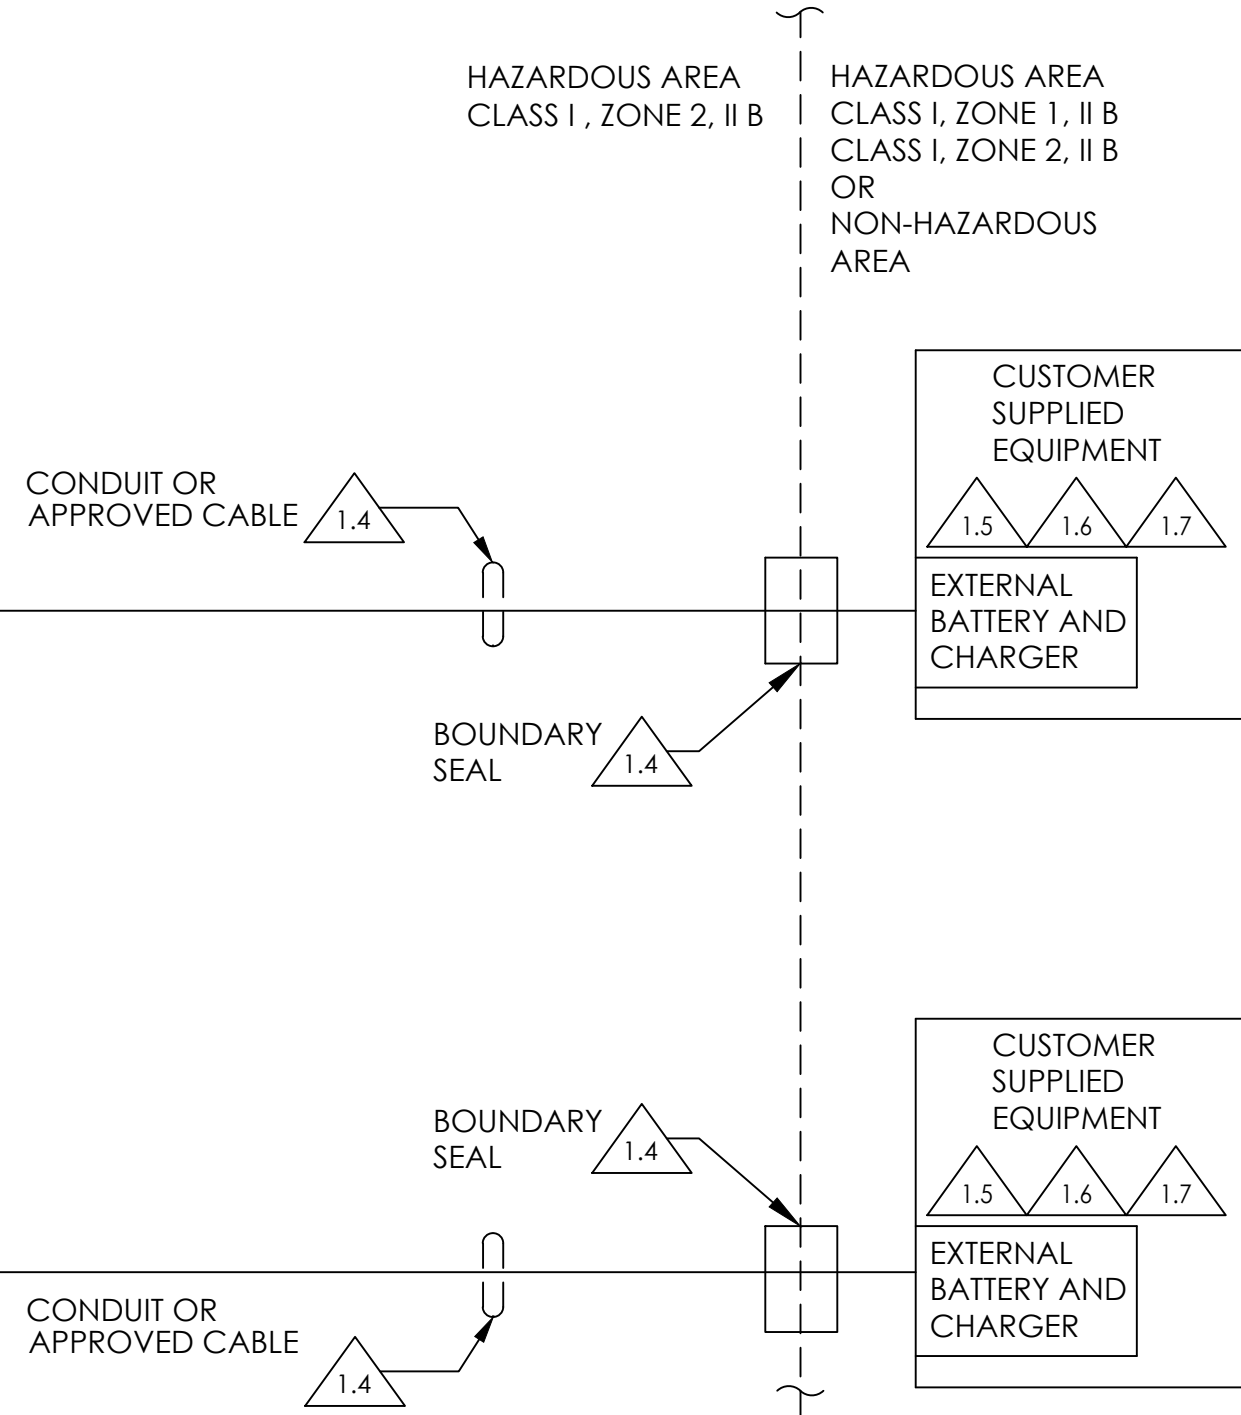 HAZARDOUS AREA
CLASS I , ZONE 2, II B
HAZARDOUS AREA
CLASS I, ZONE 1, II B
CLASS I, ZONE 2, II B
OR
NON-HAZARDOUS
AREA
CUSTOMER
SUPPLIED
EQUIPMENT
1.5 1.6 1.7
EXTERNAL
BATTERY AND
CHARGER
CONDUIT OR
APPROVED CABLE
1.4
BOUNDARY
SEAL
1.4
CUSTOMER
SUPPLIED
EQUIPMENT
1.5 1.6 1.7
EXTERNAL
BATTERY AND
CHARGER
BOUNDARY
SEAL
1.4
CONDUIT OR
APPROVED CABLE
1.4